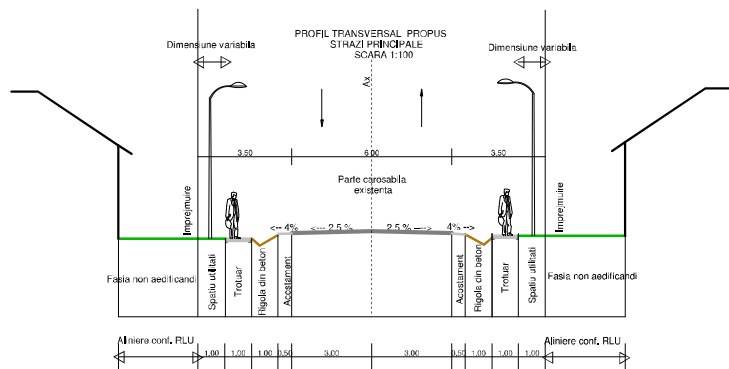 PROFIL TRANSVERSAL PROPUS
STRAZI PRINCIPALE
SCARA 1:100
Dimensiune variabila
Dimensiune variabila
Ax
3.50
6.00
3.50
Parte carosabila
existenta
Imprejmuire
Imprejmuire
<-- 4%
<--- 2.5 %
2.5 % --->
4% -->
Fasia non aedificandi
Spatiu utilitati
Trotuar
Rigola din beton
Acostament
Acostament
Rigola din beton
Trotuar
Spatiu utilitati
Fasia non aedificandi
Aliniere conf. RLU
Aliniere conf. RLU
1.00
1.00
1.00
0.50
3.00
3.00
0.50
1.00
1.00
1.00